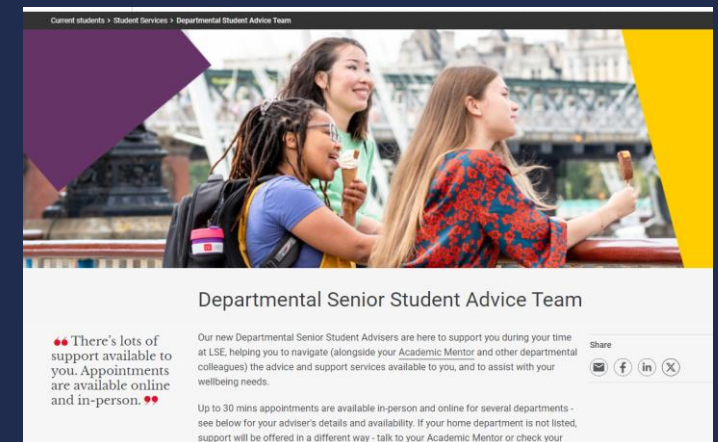 Current students > Student Services > Departmental Student Advice Team
Departmental Senior Student Advice Team
There's lots of
support available to
you. Appointments
are available online
and in-person.
Our new Departmental Senior Student Advisers are here to support you during your time
at LSE, helping you to navigate (alongside your Academic Mentor and other departmental
colleagues) the advice and support services available to you, and to assist with your
wellbeing needs.
Up to 30 mins appointments are available in-person and online for several departments -
see below for your adviser's details and availability. If your home department is not listed,
support will be offered in a different way - talk to your Academic Mentor or check your
Share